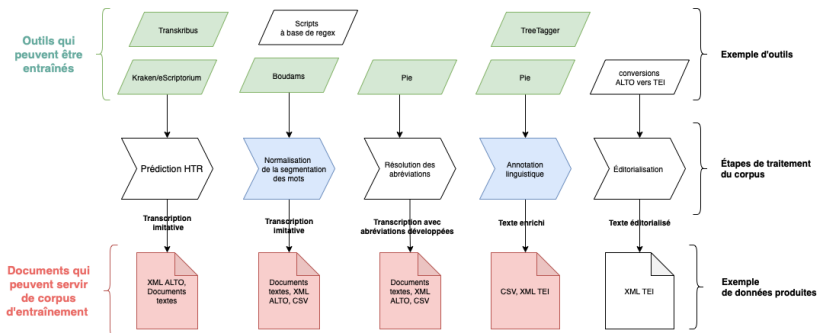 Outils qui
peuvent être
entraînés
Transkribus
Scripts
à base de regex
TreeTagger
Kraken/eScriptorium
Boudams
Pie
Pie
conversions
ALTO vers TEI
Exemple d'outils
Prédiction HTR
Normalisation
de la segmentation
des mots
Résolution des
abréviations
Annotation
linguistique
Éditorialisation
Étapes de traitement
du corpus
Transcription
imitative
Transcription
imitative
Transcription avec
abréviations développées
Texte enrichi
Texte éditorialisé
Documents qui
peuvent servir
de corpus
d'entraînement
XML ALTO,
Documents
textes
Documents
textes, XML
ALTO, CSV
Documents
textes, XML
ALTO, CSV
CSV, XML TEI
XML TEI
Exemple
de données produites